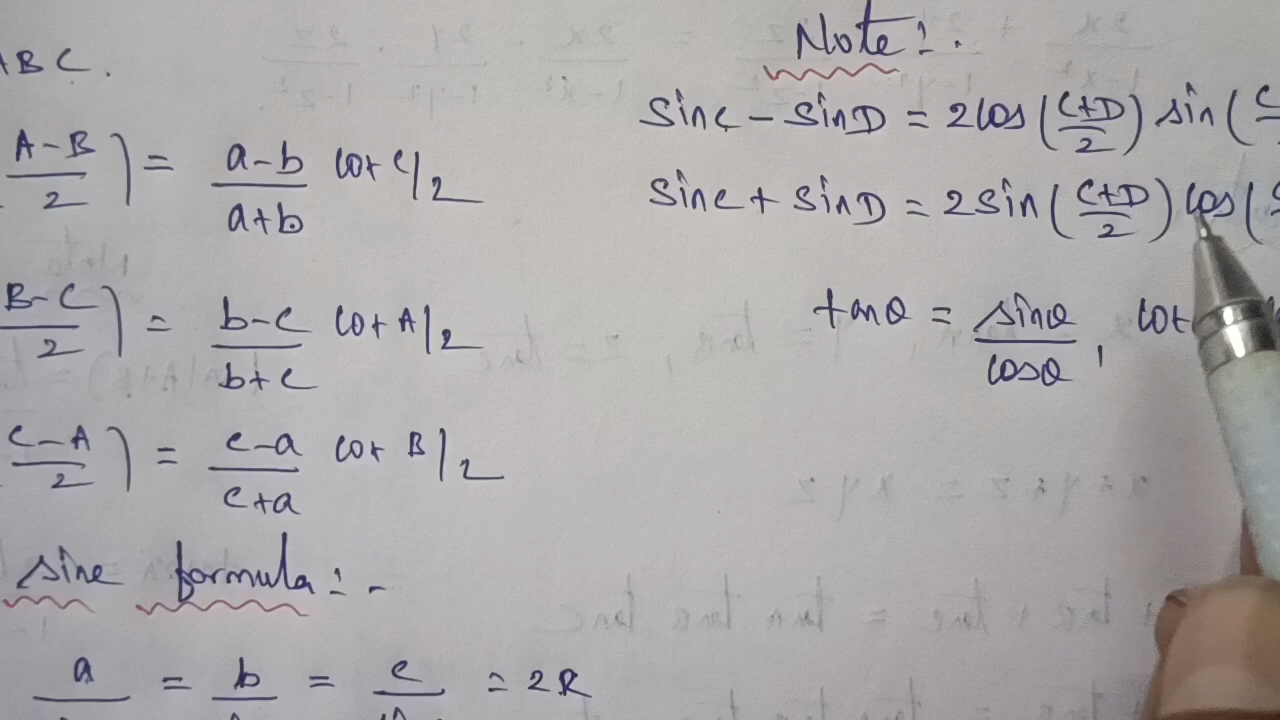 ABC.
A-B/2) = a-b/a+b cot C/2
B-C/2) = b-c/b+c cot A/2
C-A/2) = c-a/c+a cot B/2
sine formula:-
a = b = c = 2R
Note:-
sinC - sinD = 2cos(C+D/2) sin(C
sinC + sinD = 2sin(C+D/2) cos(
tanθ = sinθ/cosθ, cot